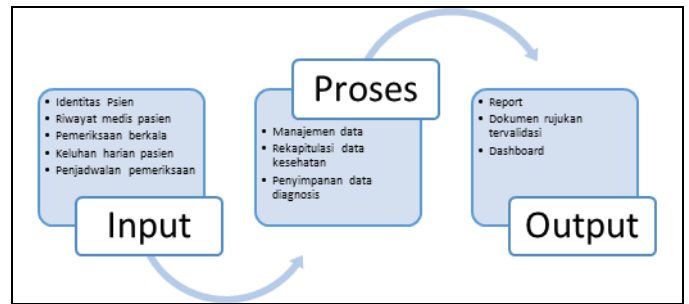 • Identitas Psien
• Riwayat medis pasien
• Pemeriksaan berkala
• Keluhan harian pasien
• Penjadwalan pemeriksaan
Input
Proses
• Manajemen data
• Rekapitulasi data
kesehatan
• Penyimpanan data
diagnosis
• Report
• Dokumen rujukan
tervalidasi
• Dashboard
Output